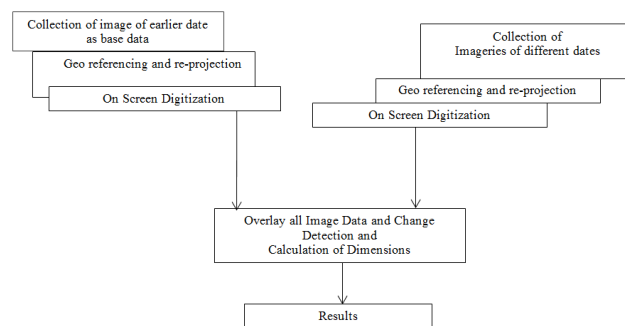 Collection of image of earlier date
as base data
Geo referencing and re-projection
On Screen Digitization
Collection of
Imageries of different dates
Geo referencing and re-projection
On Screen Digitization
Overlay all Image Data and Change
Detection and
Calculation of Dimensions
Results